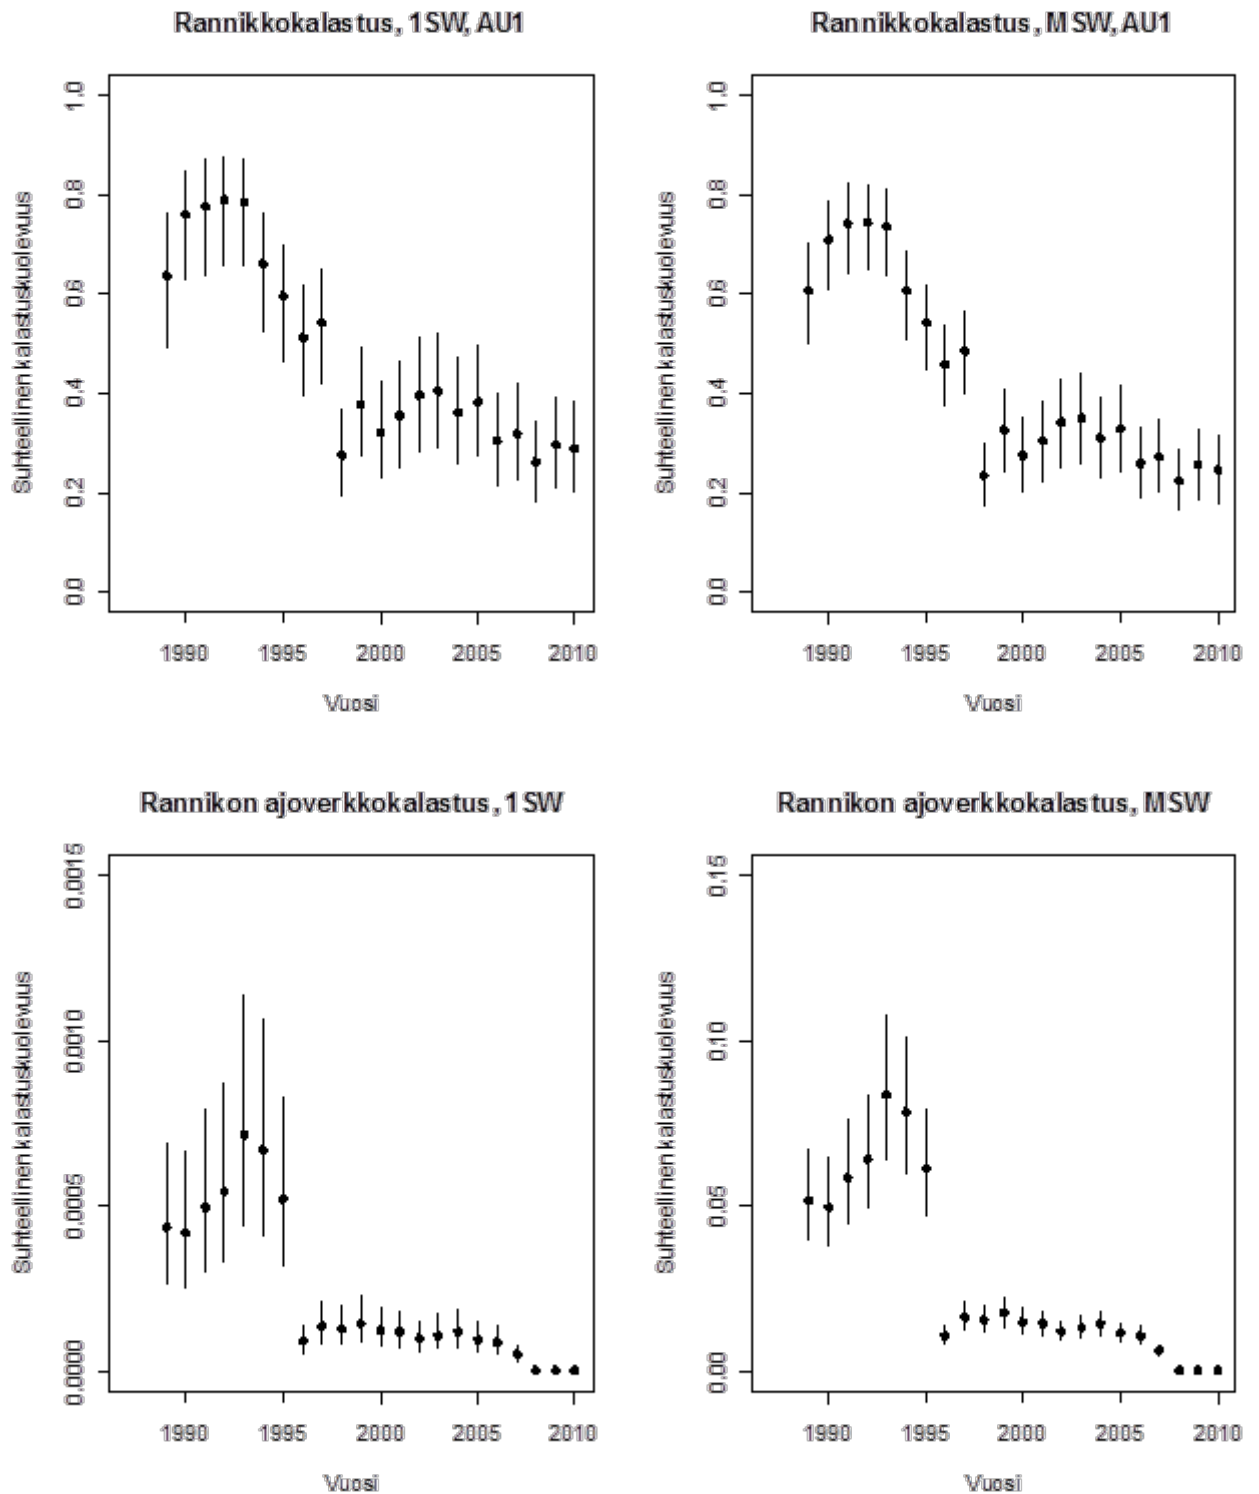 Rannikkokalastus, 1SW, AU1
Suhteellinen kalastuskuolevuus
1.0
0.8
0.6
0.4
0.2
0.0
1990 1995 2000 2005 2010
Vuosi
Rannikkokalastus, MSW, AU1
Suhteellinen kalastuskuolevuus
1.0
0.8
0.6
0.4
0.2
0.0
1990 1995 2000 2005 2010
Vuosi
Rannikon ajoverkkokalastus, 1SW
Suhteellinen kalastuskuolevuus
0.0015
0.0010
0.0005
0.0000
1990 1995 2000 2005 2010
Vuosi
Rannikon ajoverkkokalastus, MSW
Suhteellinen kalastuskuolevuus
0.15
0.10
0.05
0.00
1990 1995 2000 2005 2010
Vuosi